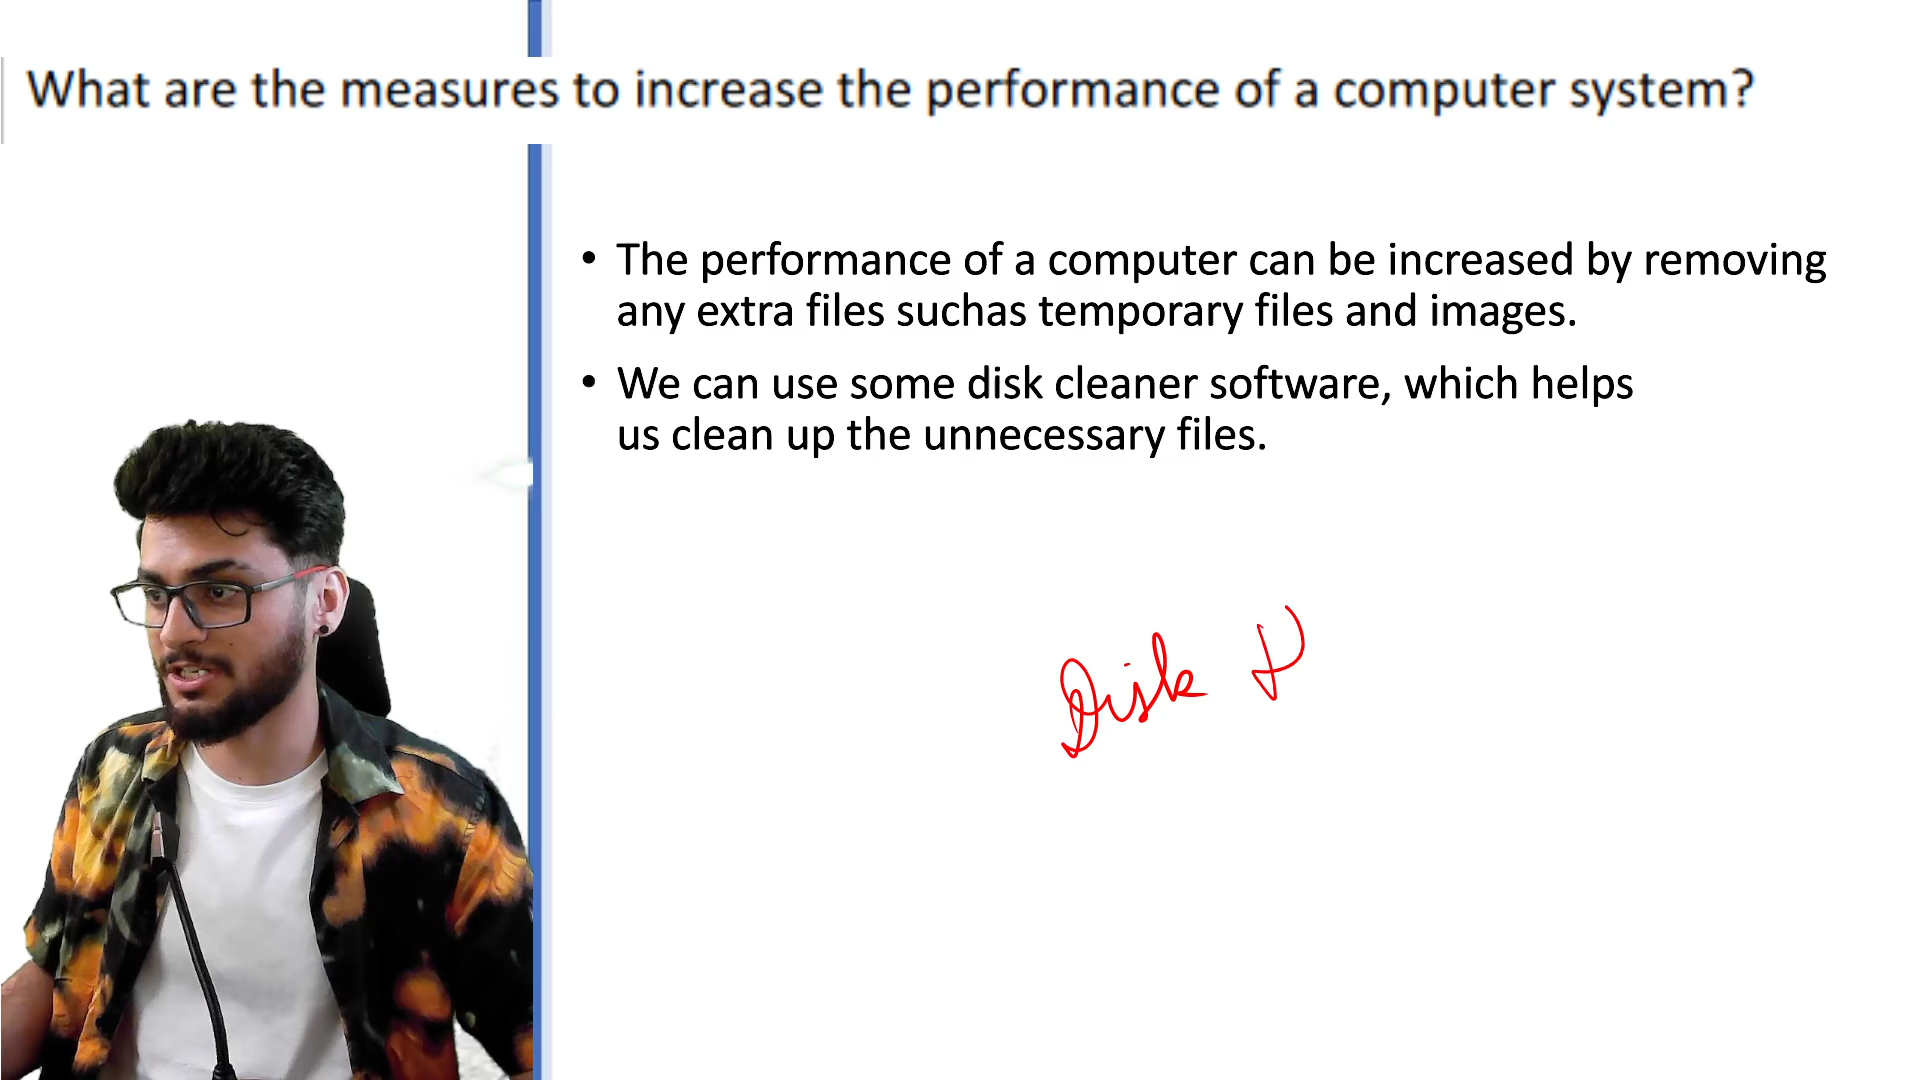 What are the measures to increase the performance of a computer system?
• The performance of a computer can be increased by removing
any extra files suchas temporary files and images.
• We can use some disk cleaner software, which helps
us clean up the unnecessary files.
Disk